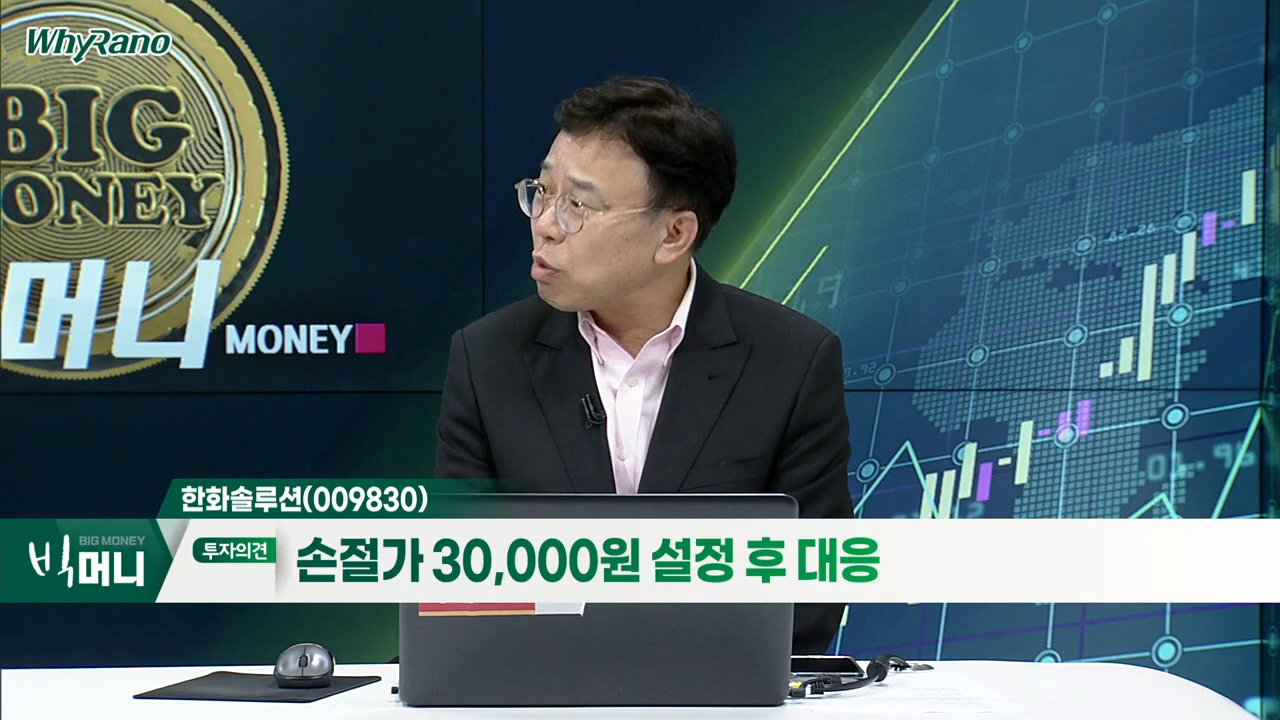 WhyRano
BIG
MONEY
머니 MONEY
한화솔루션(009830)
BIG MONEY
빅머니
투자의견
손절가 30,000원 설정 후 대응